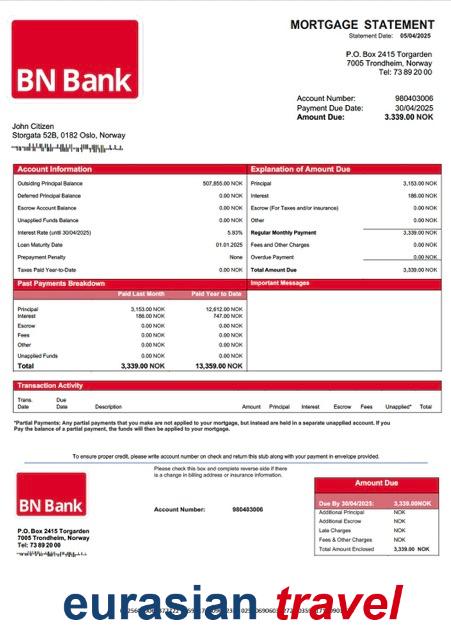 BN Bank
MORTGAGE STATEMENT
Statement Date: 05/04/2025
P.O. Box 2415 Torgarden
7005 Trondheim, Norway
Tel: 73 89 20 00
Account Number: 980403006
Payment Due Date: 30/04/2025
Amount Due: 3.339.00 NOK
John Citizen
Storgata 52B, 0182 Oslo, Norway
Account Information
Outsiding Principal Balance 507,855.00 NOK
Deferred Principal Balance 0.00 NOK
Escrow Account Balance 0.00 NOK
Unapplied Funds Balance 0.00 NOK
Interest Rate (until 30/04/2025) 5.93%
Loan Maturity Date 01.01.2025
Prepayment Penalty None
Taxes Paid Year-to-Date 0.00 NOK
Explanation of Amount Due
Principal 3,153.00 NOK
Interest 186.00 NOK
Escrow (For Taxes and/or insurance) 0.00 NOK
Other 0.00 NOK
Regular Monthly Payment 3,339.00 NOK
Fees and Other Charges 0.00 NOK
Overdue Payment 0.00 NOK
Total Amount Due 3,339.00 NOK
Past Payments Breakdown
Paid Last Month Paid Year to Date
Principal 3,153.00 NOK 12,612.00 NOK
Interest 186.00 NOK 747.00 NOK
Escrow 0.00 NOK 0.00 NOK
Fees 0.00 NOK 0.00 NOK
Other 0.00 NOK 0.00 NOK
Unapplied Funds 0.00 NOK 0.00 NOK
Total 3,339.00 NOK 13,359.00 NOK
Important Messages
Transaction Activity
Trans. Date Due Date Description Amount Principal Interest Escrow Fees Unapplied* Total
*Partial Payments: Any partial payments that you make are not applied to your mortgage, but instead are held in a separate unapplied account. If you
Pay the balance of a partial payment, the funds will then be applied to your mortgage.
To ensure proper credit, please write account number on check and return this stub along with your payment in envelope provided.
Please check this box and complete reverse side if there
is a change in billing address or insurance information.
BN Bank
Account Number: 980403006
P.O. Box 2415 Torgarden
7005 Trondheim, Norway
Tel: 73 89 20 00
Amount Due
Due By 30/04/2025: 3,339.00NOK
Additional Principal NOK
Additional Escrow NOK
Late Charges NOK
Fees & Other Charges NOK
Total Amount Enclosed 3,339.00 NOK
eurasian travel